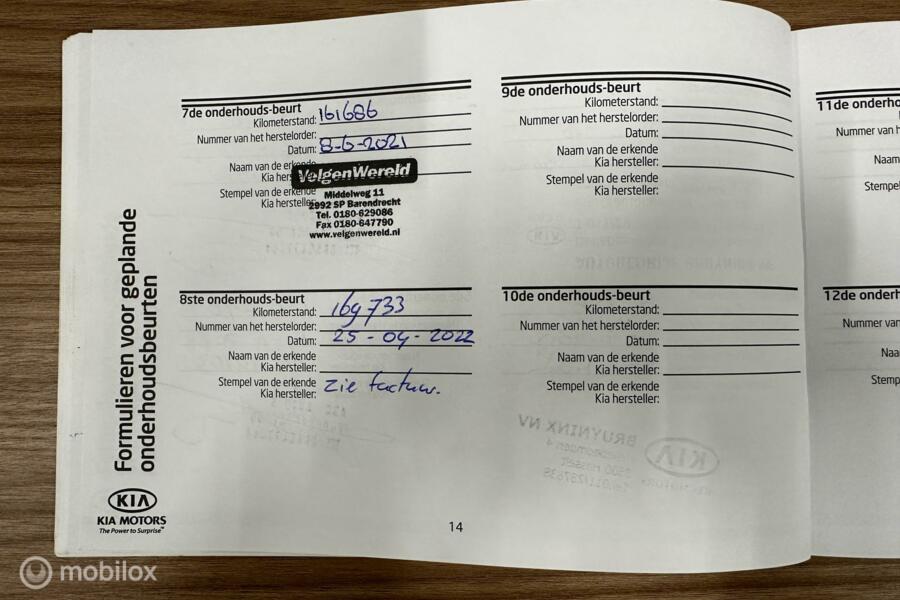 7de onderhouds-beurt
Kilometerstand: 161686
Nummer van het herstelorder:
Datum: 8-6-2021
Naam van de erkende
Kia hersteller:
Stempel van de erkende
Kia hersteller:
VelgenWereld
Middelweg 11
2992 SP Barendrecht
Tel. 0180-629086
Fax 0180-647790
www.velgenwereld.nl
8ste onderhouds-beurt
Kilometerstand: 169733
Nummer van het herstelorder:
Datum: 25-04-2022
Naam van de erkende
Kia hersteller:
Stempel van de erkende
Kia hersteller: zie factuur.
9de onderhouds-beurt
Kilometerstand:
Nummer van het herstelorder:
Datum:
Naam van de erkende
Kia hersteller:
Stempel van de erkende
Kia hersteller:
10de onderhouds-beurt
Kilometerstand:
Nummer van het herstelorder:
Datum:
Naam van de erkende
Kia hersteller:
Stempel van de erkende
Kia hersteller:
BRUYNINX NV
KIA
11de onderho
Nummer van h
Naam
Stempe
12de onderh
Nummer van
Naa
Stemp
Formulieren voor geplande
onderhoudsbeurten
KIA
KIA MOTORS
The Power to Surprise™
14
mobilox